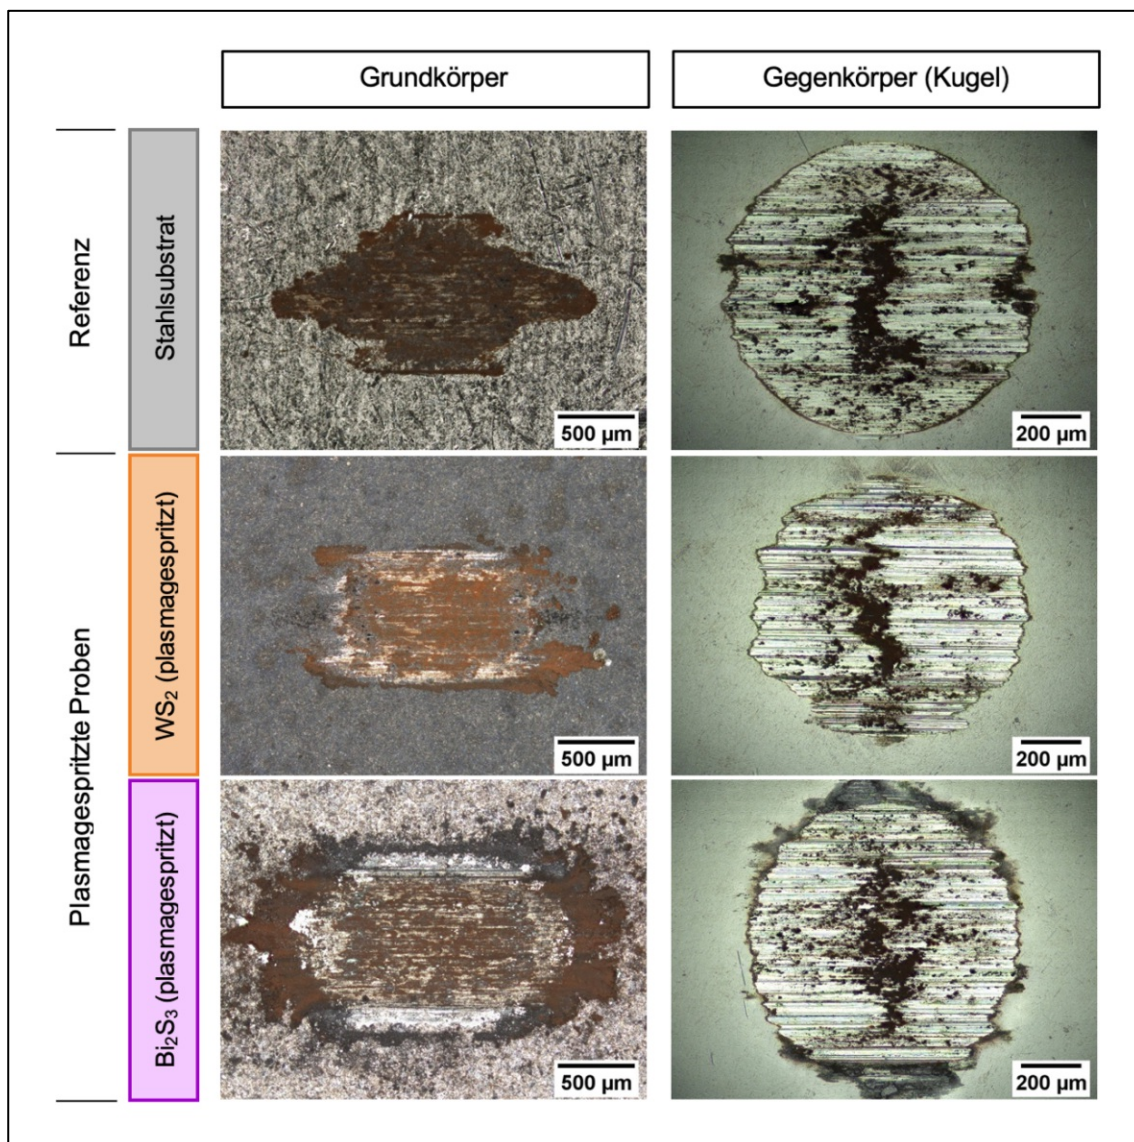 Grundkörper
Gegenkörper (Kugel)
Referenz
Stahlsubstrat
500 µm
200 µm
Plasmagespritzte Proben
WS₂ (plasmagespritzt)
500 µm
200 µm
Bi₂S₃ (plasmagespritzt)
500 µm
200 µm